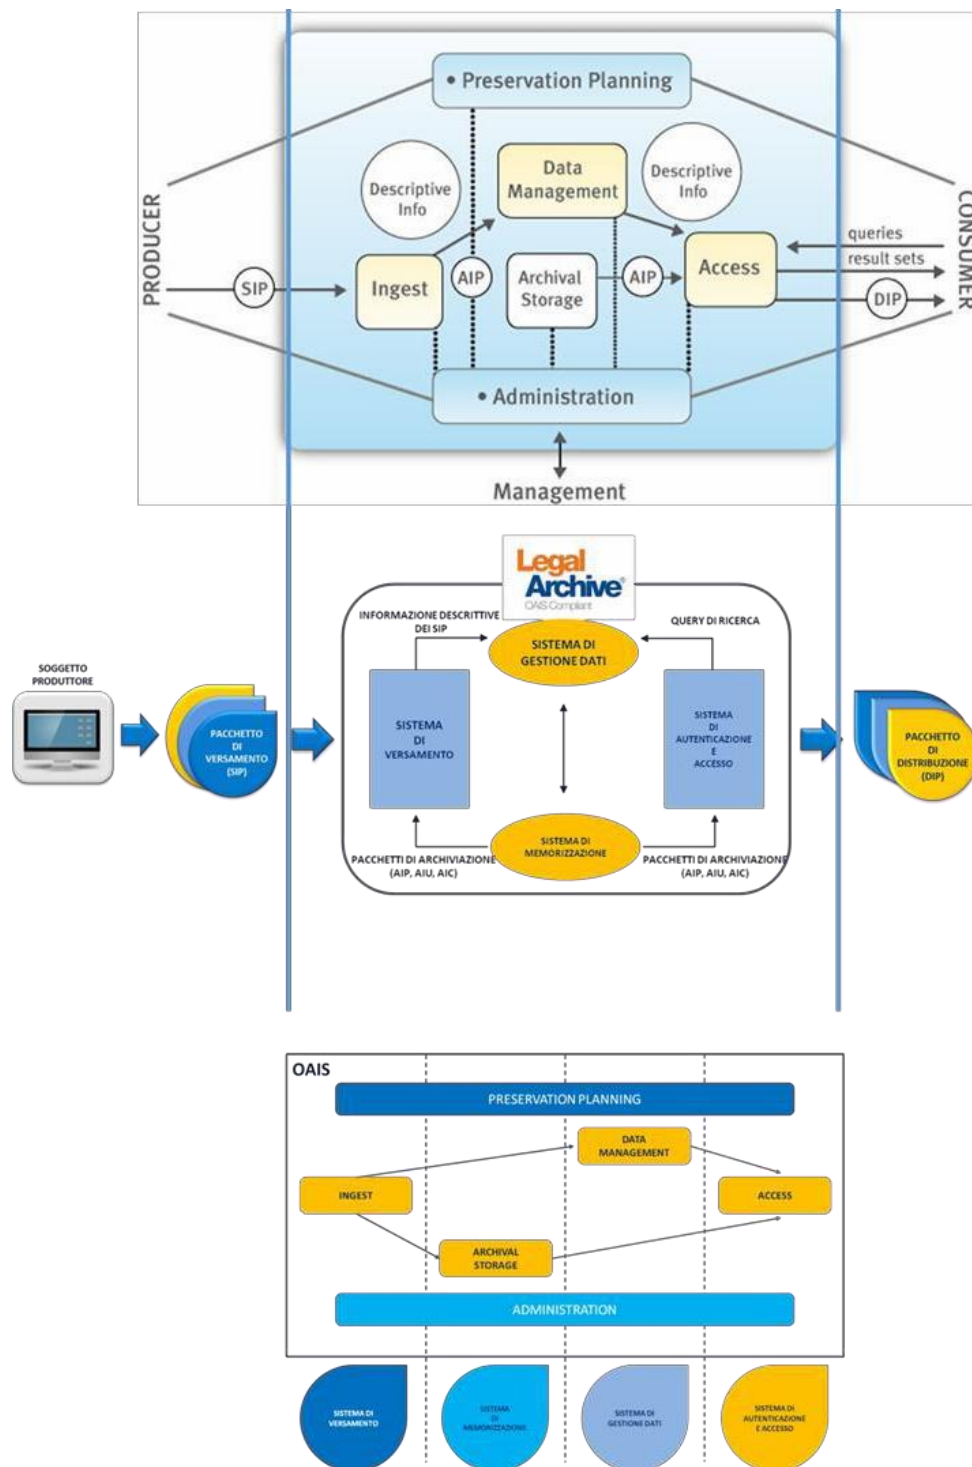 • Preservation Planning
Descriptive
Info
Data
Management
Descriptive
Info
PRODUCER
CONSUMER
queries
result sets
SIP
Ingest
AIP
Archival
Storage
AIP
Access
DIP
• Administration
Management
Legal
Archive®
OAIS Compliant
INFORMAZIONE DESCRITTIVE
DEI SIP
QUERY DI RICERCA
SISTEMA DI
GESTIONE DATI
SOGGETTO
PRODUTTORE
PACCHETTO
DI
VERSAMENTO
(SIP)
SISTEMA
DI
VERSAMENTO
SISTEMA
DI
AUTENTICAZIONE
E
ACCESSO
PACCHETTO
DI
DISTRIBUZIONE
(DIP)
SISTEMA DI
MEMORIZZAZIONE
PACCHETTI DI ARCHIVIAZIONE
(AIP, AIU, AIC)
PACCHETTI DI ARCHIVIAZIONE
(AIP, AIU, AIC)
OAIS
PRESERVATION PLANNING
DATA
MANAGEMENT
INGEST
ACCESS
ARCHIVAL
STORAGE
ADMINISTRATION
SISTEMA DI
VERSAMENTO
SISTEMA
DI
MEMORIZZAZIONE
SISTEMA DI
GESTIONE DATI
SISTEMA DI
AUTENTICAZIONE
E ACCESSO